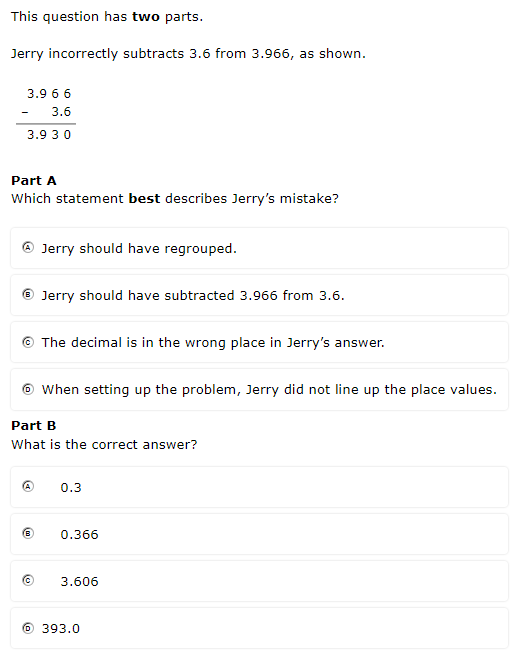 This question has two parts.
Jerry incorrectly subtracts 3.6 from 3.966, as shown.
3.9 6 6
− 3.6
3.9 3 0
Part A
Which statement best describes Jerry’s mistake?
A Jerry should have regrouped.
B Jerry should have subtracted 3.966 from 3.6.
C The decimal is in the wrong place in Jerry’s answer.
D When setting up the problem, Jerry did not line up the place values.
Part B
What is the correct answer?
A 0.3
B 0.366
C 3.606
D 393.0